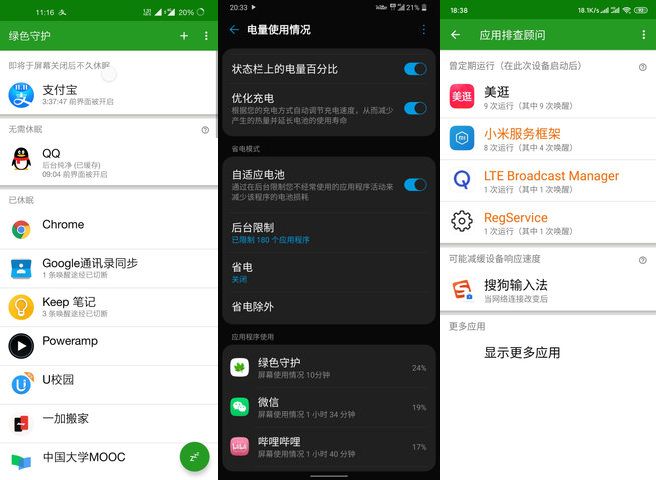 11:16
20%
绿色守护
即将于屏幕关闭后不久休眠
支付宝
3:37:47 前界面被开启
无需休眠
QQ
后台纯净 (已缓存)
09:04 前界面被开启
已休眠
Chrome
Google通讯录同步
1 条唤醒途径已切断
Keep 笔记
3 条唤醒途径已切断
Poweramp
U校园
一加搬家
中国大学MOOC
20:33
21%
电量使用情况
状态栏上的电量百分比
优化充电
根据您的充电方式自动调节充电速度，从而减少
产生的热量并延长电池的使用寿命
省电模式
自适应电池
通过在后台限制您不经常使用的应用程序活动来
减少该程序的电池损耗
后台限制
已限制 180 个应用程序
省电
关闭
省电除外
应用程序使用
绿色守护
屏幕使用情况 10分钟
24%
微信
屏幕使用情况 1 小时 34 分钟
19%
哔哩哔哩
屏幕使用情况 1 小时 40 分钟
17%
18:38
18.1K/s
应用排查顾问
曾定期运行（在此次设备启动后）
美逛
美逛
9 次运行（其中 9 次唤醒）
小米服务框架
8 次运行（其中 4 次唤醒）
LTE Broadcast Manager
1 次运行（其中 1 次唤醒）
RegService
1 次运行（其中 1 次唤醒）
可能减缓设备响应速度
搜狗输入法
当网络连接改变后
更多应用
显示更多应用